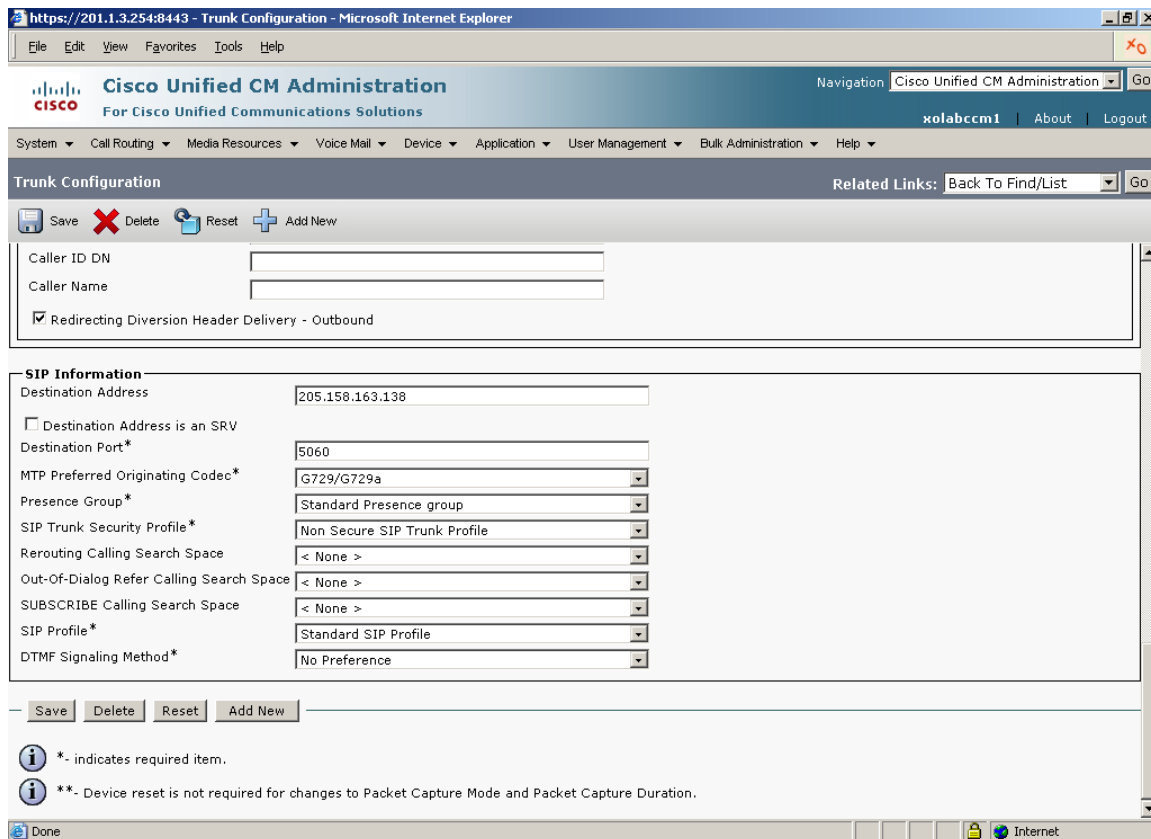 https://201.1.3.254:8443 - Trunk Configuration - Microsoft Internet Explorer
File Edit View Favorites Tools Help
XO
CISCO
Cisco Unified CM Administration
For Cisco Unified Communications Solutions
Navigation Cisco Unified CM Administration Go
xolabccm1 | About | Logout
System Call Routing Media Resources Voice Mail Device Application User Management Bulk Administration Help
Trunk Configuration
Related Links: Back To Find/List Go
Save Delete Reset Add New
Caller ID DN
Caller Name
Redirecting Diversion Header Delivery - Outbound
SIP Information
Destination Address 205.158.163.138
Destination Address is an SRV
Destination Port* 5060
MTP Preferred Originating Codec* G729/G729a
Presence Group* Standard Presence group
SIP Trunk Security Profile* Non Secure SIP Trunk Profile
Rerouting Calling Search Space < None >
Out-Of-Dialog Refer Calling Search Space < None >
SUBSCRIBE Calling Search Space < None >
SIP Profile* Standard SIP Profile
DTMF Signaling Method* No Preference
Save Delete Reset Add New
i *- indicates required item.
i **- Device reset is not required for changes to Packet Capture Mode and Packet Capture Duration.
Done Internet